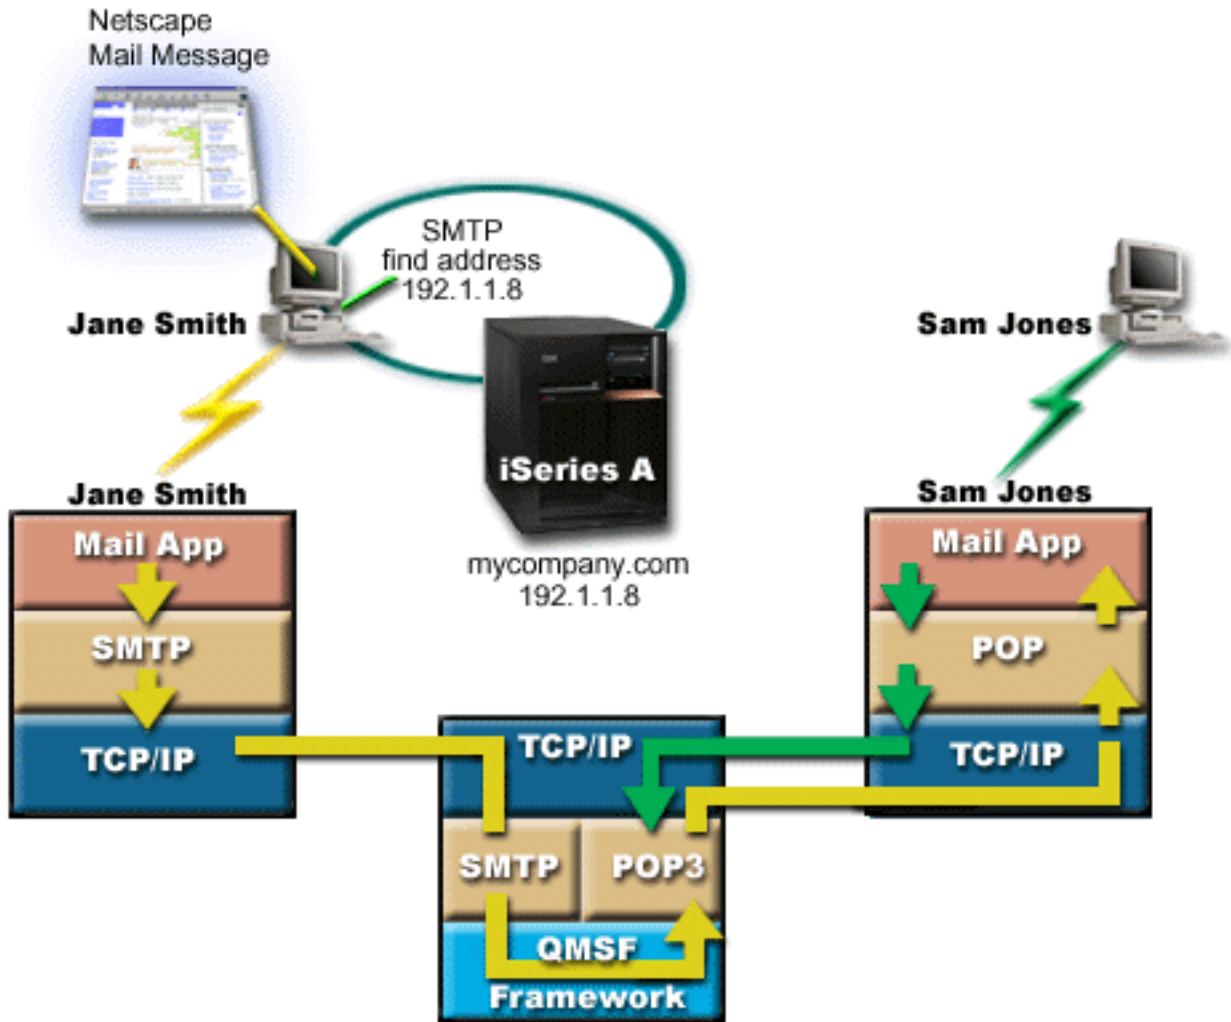 Netscape
Mail Message
SMTP
find address
192.1.1.8
Jane Smith
Sam Jones
iSeries A
mycompany.com
192.1.1.8
Jane Smith
Mail App
SMTP
TCP/IP
Sam Jones
Mail App
POP
TCP/IP
TCP/IP
SMTP
POP3
QMSF
Framework